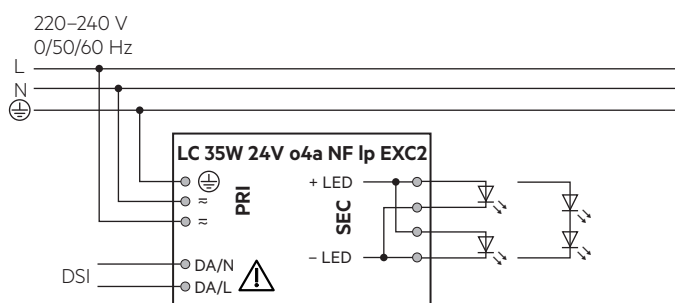 220–240 V
0/50/60 Hz
L
N
LC 35W 24V o4a NF lp EXC2
PRI
≈
≈
+ LED
SEC
– LED
DSI
DA/N
DA/L